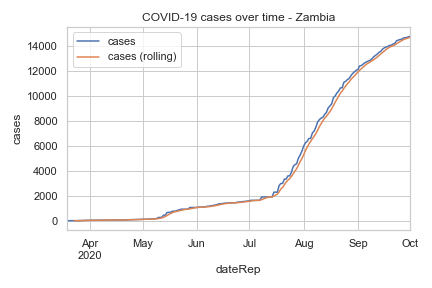 COVID-19 cases over time - Zambia
cases
cases (rolling)
14000
12000
10000
8000
6000
4000
2000
0
cases
Apr
2020
May
Jun
Jul
Aug
Sep
Oct
dateRep